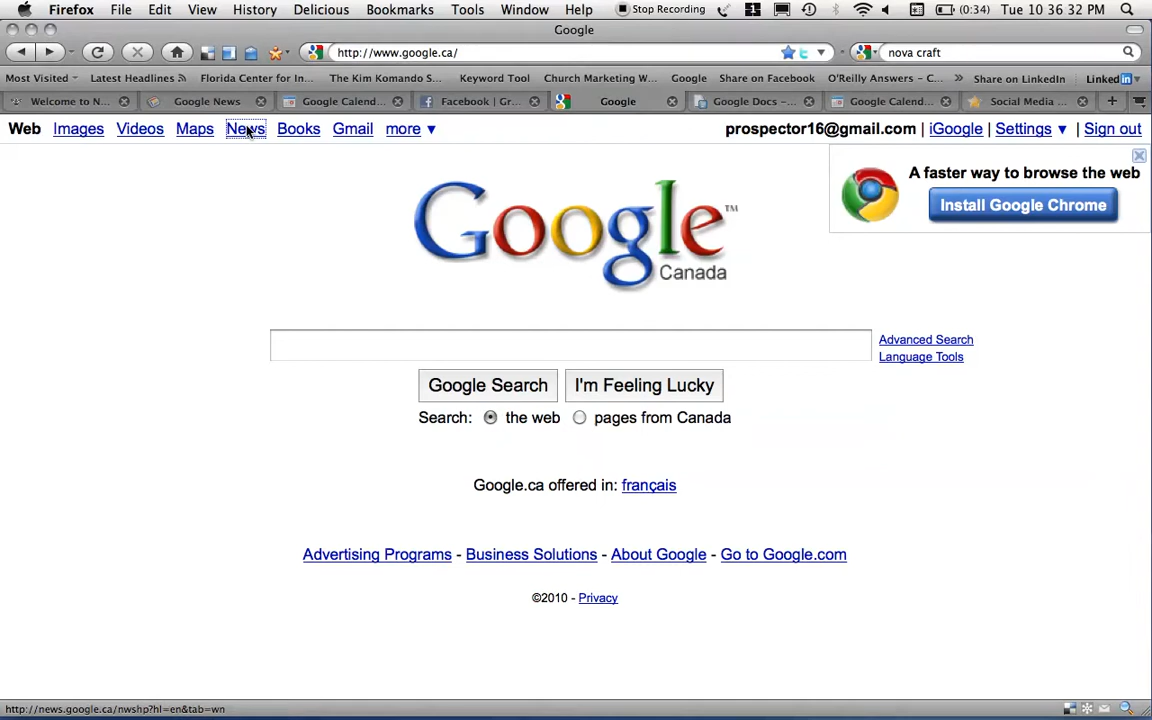 Firefox File Edit View History Delicious Bookmarks Tools Window Help Stop Recording 1 (0:34) Tue 10 36 32 PM
Google
http://www.google.ca/ nova craft
Most Visited Latest Headlines Florida Center for In... The Kim Komando S... Keyword Tool Church Marketing W... Google Share on Facebook O'Reilly Answers – C... » Share on LinkedIn Linked in
Welcome to N... Google News Google Calend... Facebook | Gr... Google Google Docs – ... Google Calend... Social Media ...
Web Images Videos Maps News Books Gmail more ▼ prospector16@gmail.com | iGoogle | Settings ▼ | Sign out
A faster way to browse the web
Install Google Chrome
Google™
Canada
Advanced Search
Language Tools
Google Search I'm Feeling Lucky
Search: the web pages from Canada
Google.ca offered in: français
Advertising Programs - Business Solutions - About Google - Go to Google.com
©2010 - Privacy
http://news.google.ca/nwshp?hl=en&tab=wn